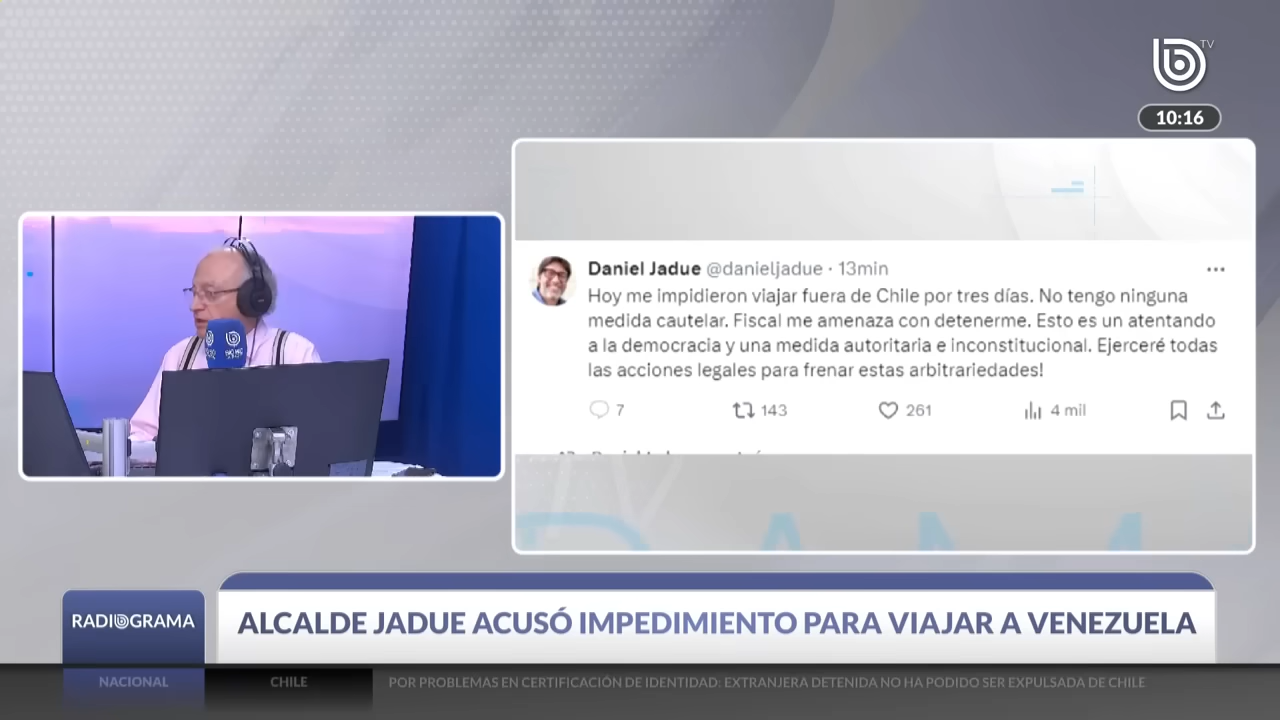 TV
10:16
Daniel Jadue @danieljadue · 13min
Hoy me impidieron viajar fuera de Chile por tres días. No tengo ninguna
medida cautelar. Fiscal me amenaza con detenerme. Esto es un atentando
a la democracia y una medida autoritaria e inconstitucional. Ejerceré todas
las acciones legales para frenar estas arbitrariedades!
7 143 261 4 mil
RADIOGRAMA
ALCALDE JADUE ACUSÓ IMPEDIMIENTO PARA VIAJAR A VENEZUELA
NACIONAL CHILE POR PROBLEMAS EN CERTIFICACIÓN DE IDENTIDAD: EXTRANJERA DETENIDA NO HA PODIDO SER EXPULSADA DE CHILE